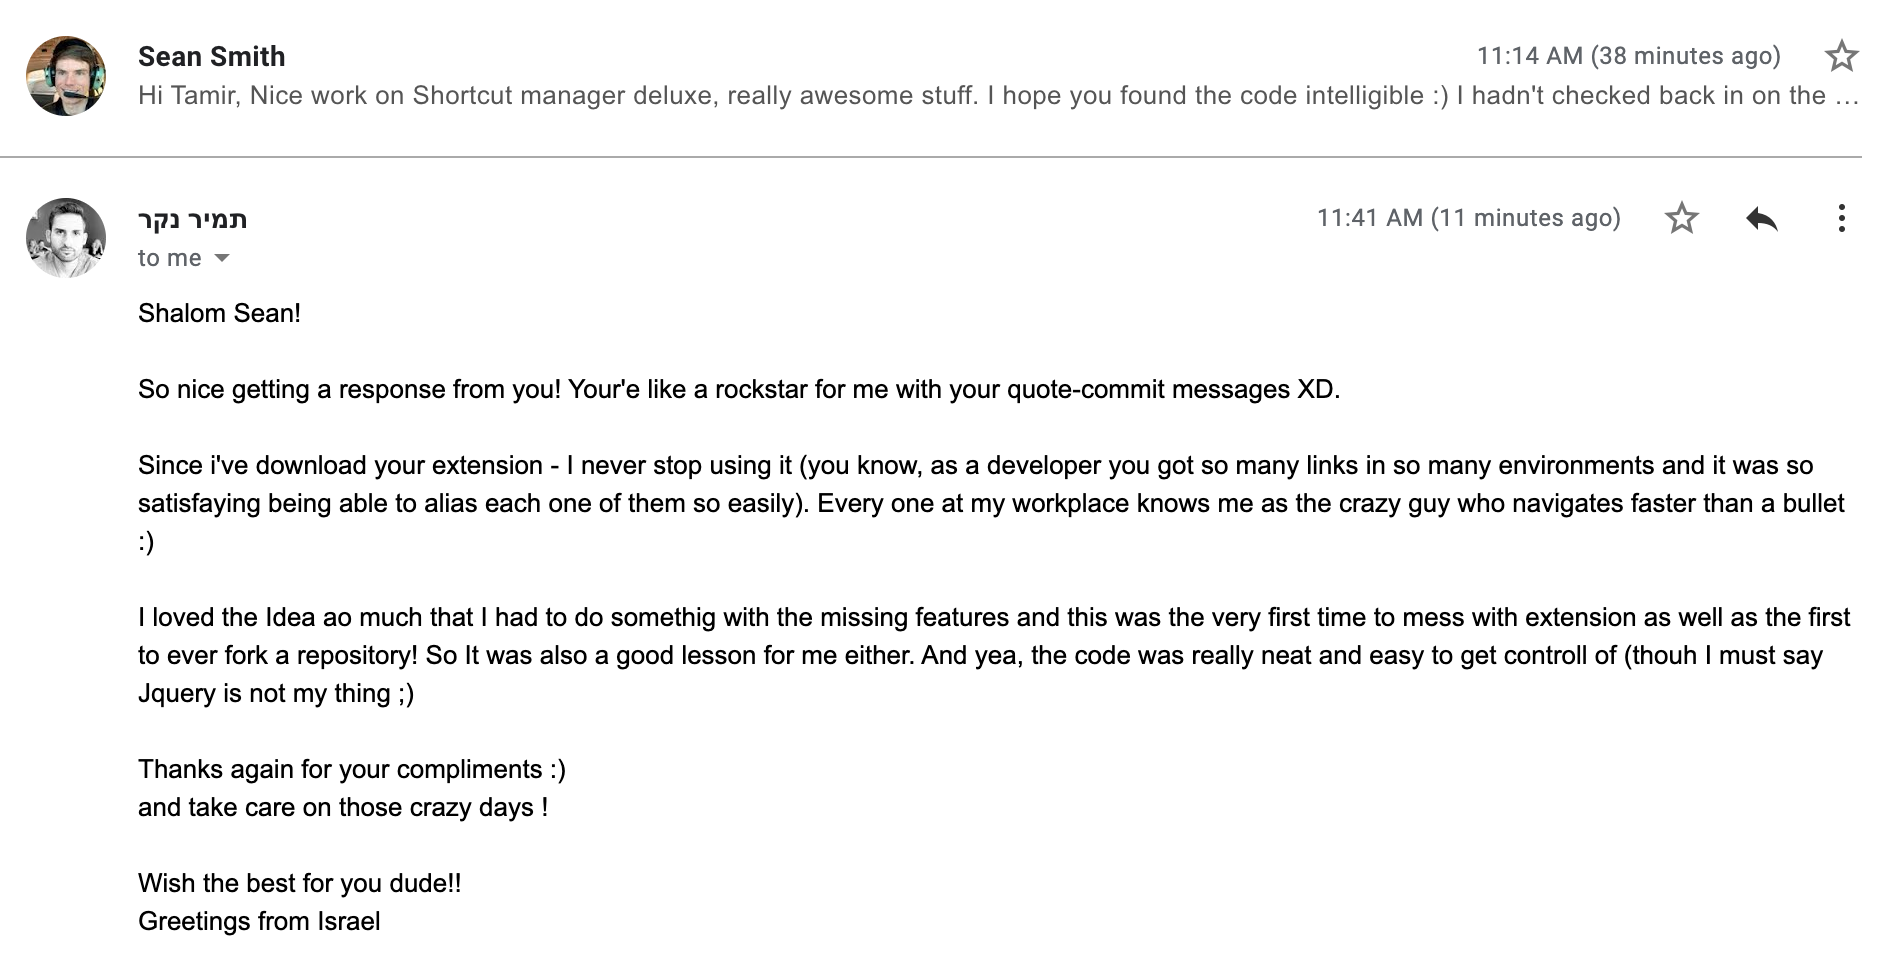 Sean Smith
11:14 AM (38 minutes ago)
Hi Tamir, Nice work on Shortcut manager deluxe, really awesome stuff. I hope you found the code intelligible :) I hadn't checked back in on the …
תמיר נקר
11:41 AM (11 minutes ago)
to me
Shalom Sean!
So nice getting a response from you! Your'e like a rockstar for me with your quote-commit messages XD.
Since i've download your extension - I never stop using it (you know, as a developer you got so many links in so many environments and it was so
satisfaying being able to alias each one of them so easily). Every one at my workplace knows me as the crazy guy who navigates faster than a bullet
:)
I loved the Idea ao much that I had to do somethig with the missing features and this was the very first time to mess with extension as well as the first
to ever fork a repository! So It was also a good lesson for me either. And yea, the code was really neat and easy to get controll of (thouh I must say
Jquery is not my thing ;)
Thanks again for your compliments :)
and take care on those crazy days !
Wish the best for you dude!!
Greetings from Israel